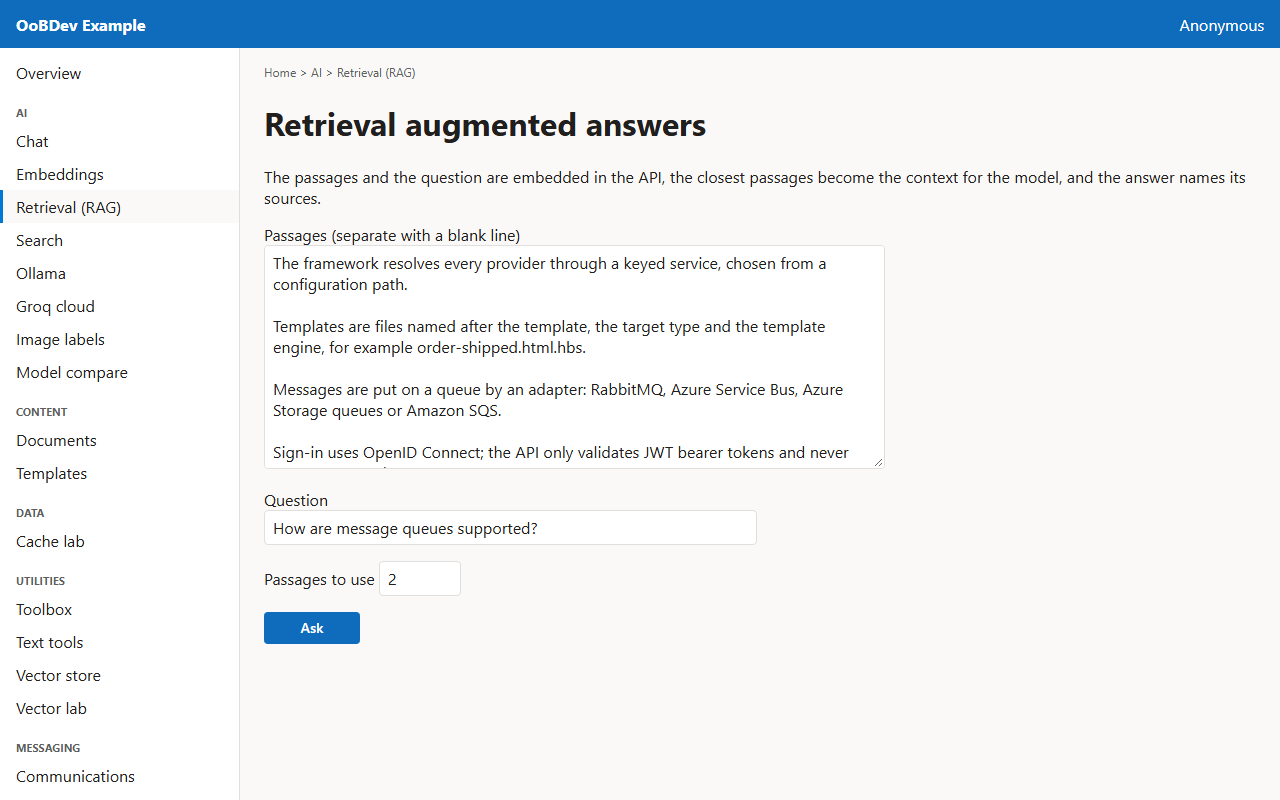 OoBDev Example
Anonymous
Overview
AI
Chat
Embeddings
Retrieval (RAG)
Search
Ollama
Groq cloud
Image labels
Model compare
CONTENT
Documents
Templates
DATA
Cache lab
UTILITIES
Toolbox
Text tools
Vector store
Vector lab
MESSAGING
Communications
Home > AI > Retrieval (RAG)
Retrieval augmented answers
The passages and the question are embedded in the API, the closest passages become the context for the model, and the answer names its
sources.
Passages (separate with a blank line)
The framework resolves every provider through a keyed service, chosen from a
configuration path.
Templates are files named after the template, the target type and the template
engine, for example order-shipped.html.hbs.
Messages are put on a queue by an adapter: RabbitMQ, Azure Service Bus, Azure
Storage queues or Amazon SQS.
Sign-in uses OpenID Connect; the API only validates JWT bearer tokens and never
Question
How are message queues supported?
Passages to use 2
Ask